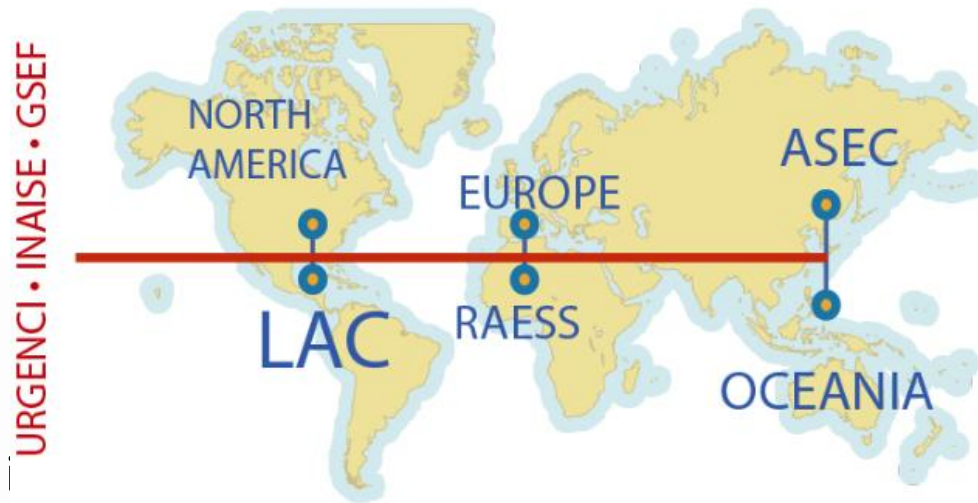 URGENCI • INAISE • GSEF
NORTH
AMERICA
EUROPE
ASEC
LAC
RAESS
OCEANIA